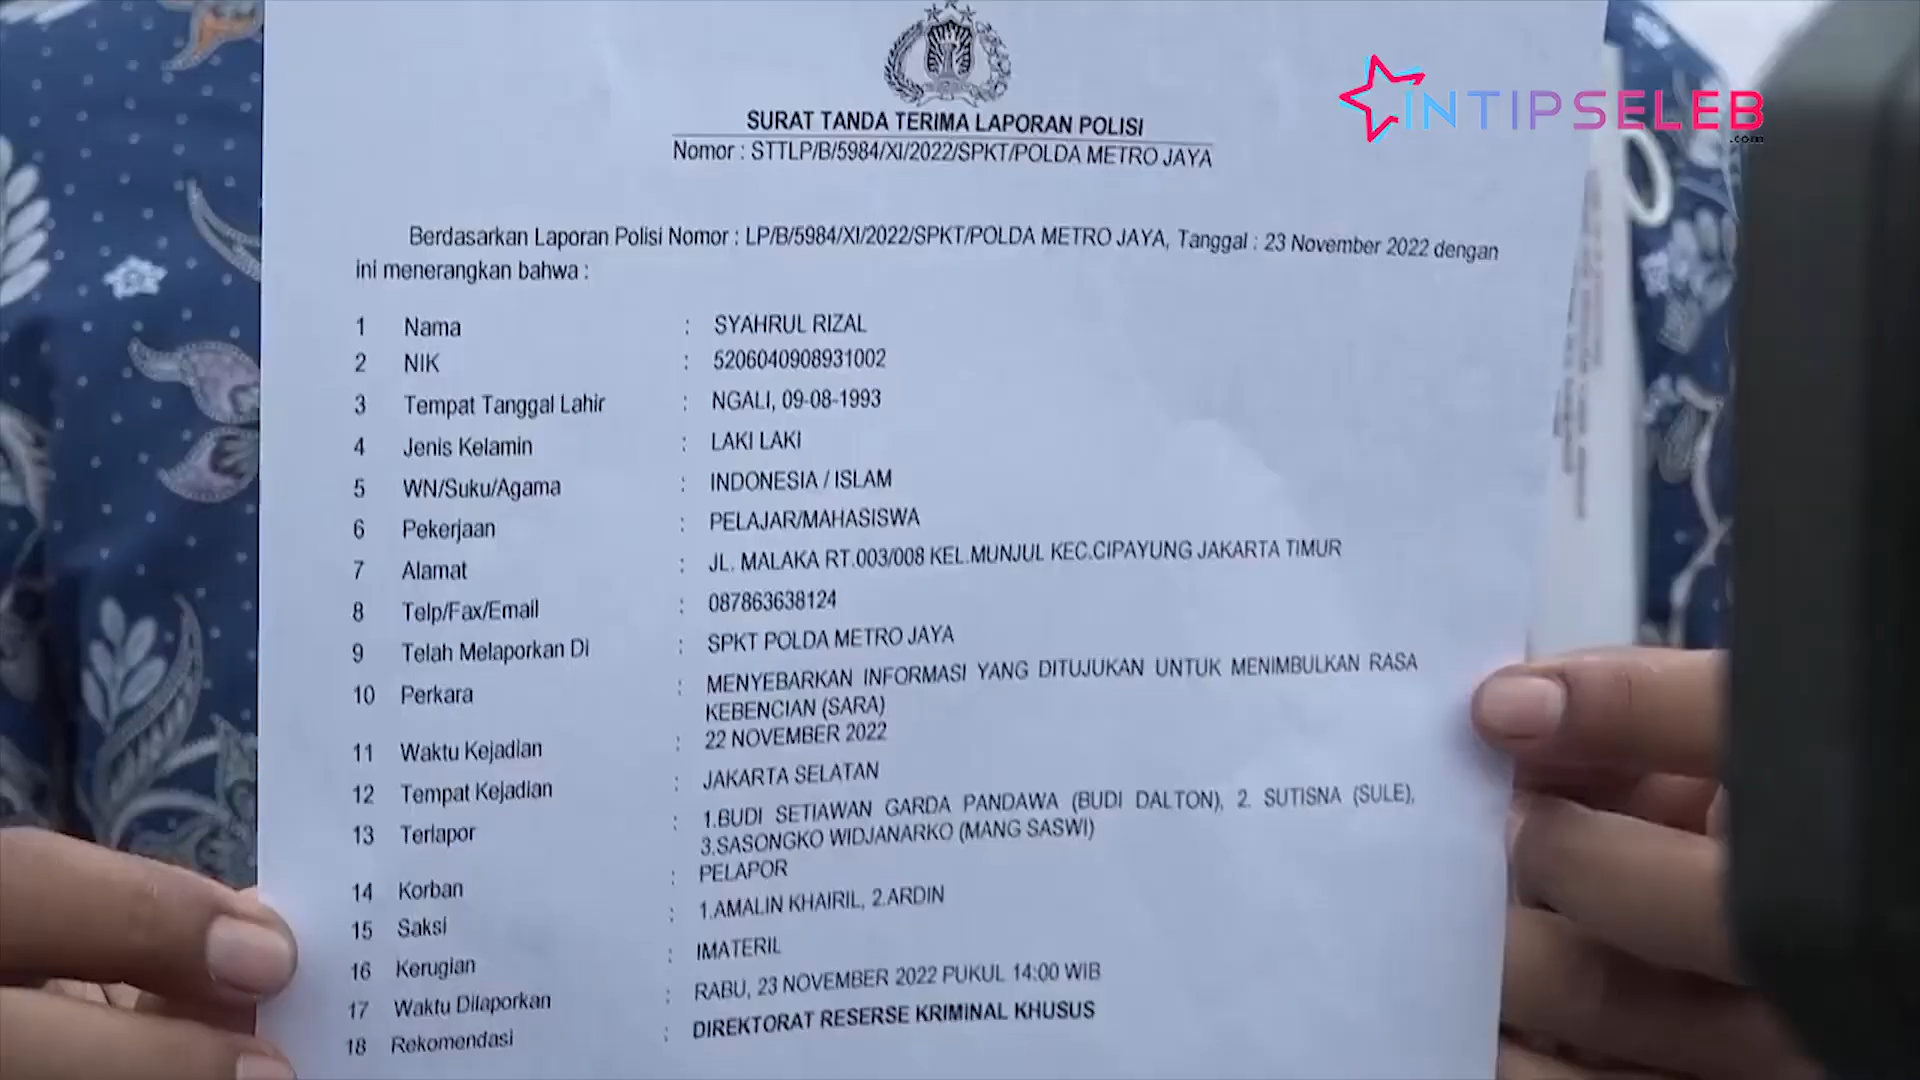 INTIPSELEB
.com
SURAT TANDA TERIMA LAPORAN POLISI
Nomor : STTLP/B/5984/XI/2022/SPKT/POLDA METRO JAYA
Berdasarkan Laporan Polisi Nomor : LP/B/5984/XI/2022/SPKT/POLDA METRO JAYA, Tanggal : 23 November 2022 dengan
ini menerangkan bahwa :
1 Nama : SYAHRUL RIZAL
2 NIK : 5206040908931002
3 Tempat Tanggal Lahir : NGALI, 09-08-1993
4 Jenis Kelamin : LAKI LAKI
5 WN/Suku/Agama : INDONESIA / ISLAM
6 Pekerjaan : PELAJAR/MAHASISWA
7 Alamat : JL. MALAKA RT.003/008 KEL.MUNJUL KEC.CIPAYUNG JAKARTA TIMUR
8 Telp/Fax/Email : 087863638124
9 Telah Melaporkan Di : SPKT POLDA METRO JAYA
10 Perkara : MENYEBARKAN INFORMASI YANG DITUJUKAN UNTUK MENIMBULKAN RASA
KEBENCIAN (SARA)
11 Waktu Kejadian : 22 NOVEMBER 2022
12 Tempat Kejadian : JAKARTA SELATAN
13 Terlapor : 1.BUDI SETIAWAN GARDA PANDAWA (BUDI DALTON), 2. SUTISNA (SULE),
3.SASONGKO WIDJANARKO (MANG SASWI)
14 Korban : PELAPOR
15 Saksi : 1.AMALIN KHAIRIL, 2.ARDIN
16 Kerugian : IMATERIL
17 Waktu Dilaporkan : RABU, 23 NOVEMBER 2022 PUKUL 14:00 WIB
18 Rekomendasi : DIREKTORAT RESERSE KRIMINAL KHUSUS